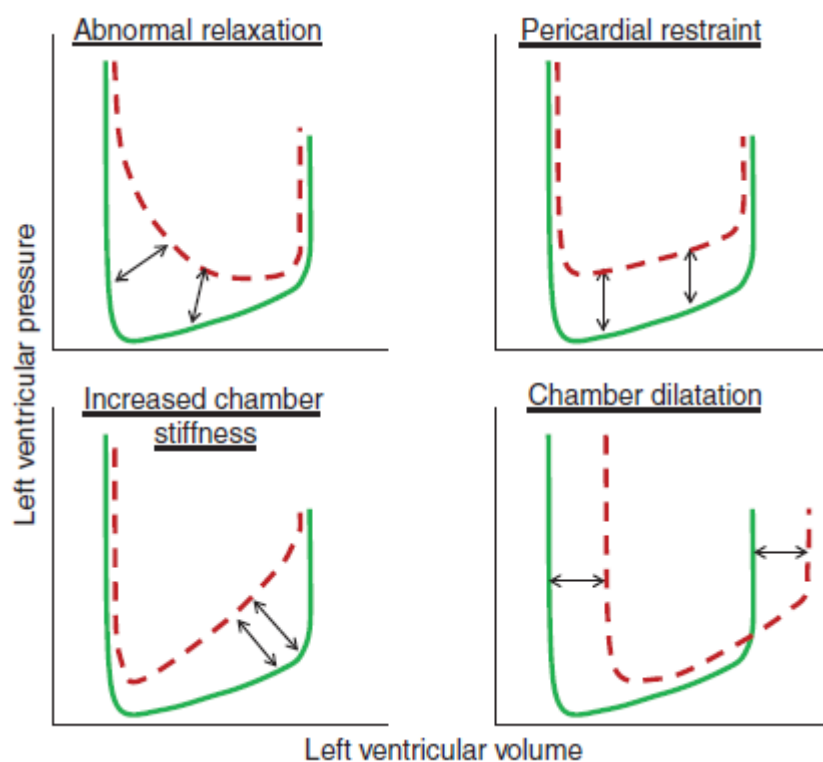 Abnormal relaxation
Pericardial restraint
Left ventricular pressure
Increased chamber
stiffness
Chamber dilatation
Left ventricular volume